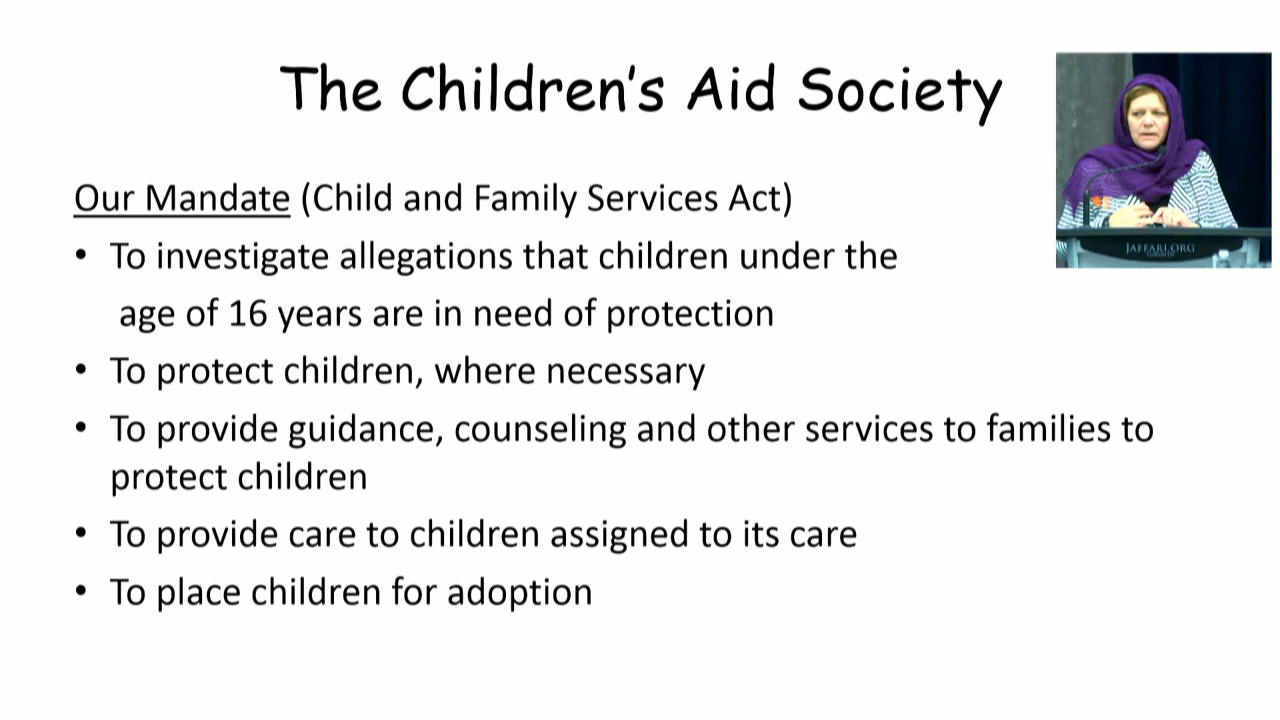 The Children's Aid Society
Our Mandate (Child and Family Services Act)
• To investigate allegations that children under the
age of 16 years are in need of protection
• To protect children, where necessary
• To provide guidance, counseling and other services to families to
protect children
• To provide care to children assigned to its care
• To place children for adoption
JAFFARI.ORG
TORONTO